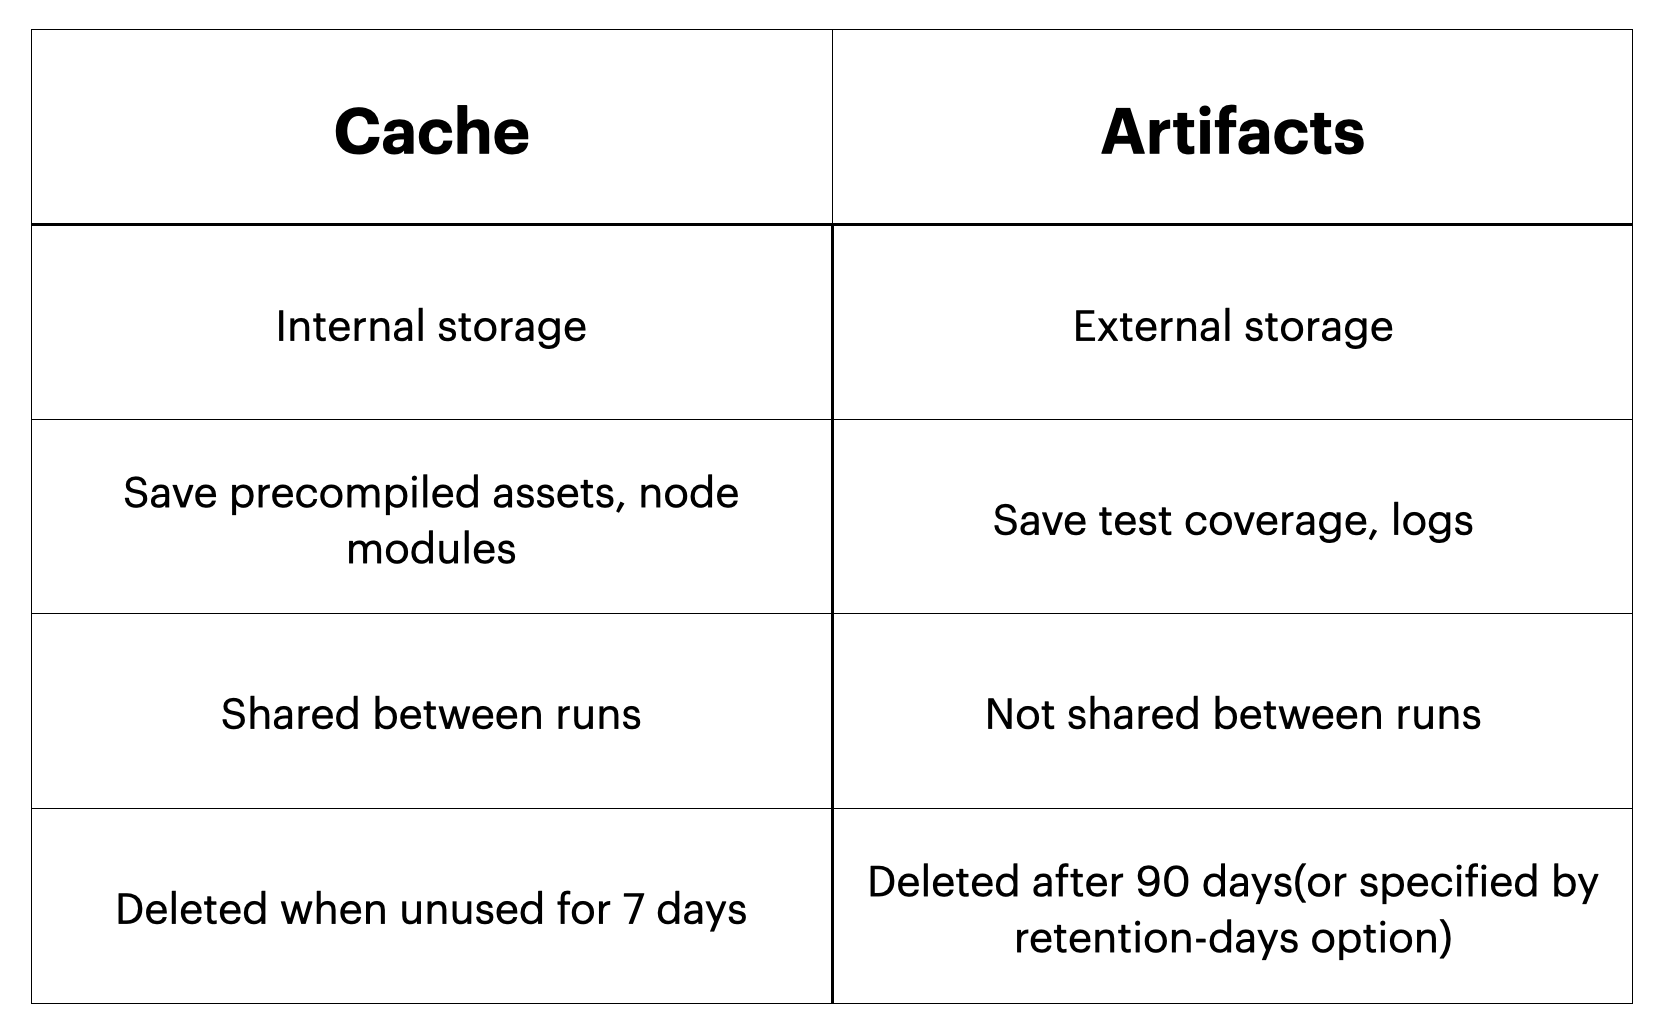 Cache
Artifacts
Internal storage
External storage
Save precompiled assets, node
modules
Save test coverage, logs
Shared between runs
Not shared between runs
Deleted when unused for 7 days
Deleted after 90 days(or specified by
retention-days option)